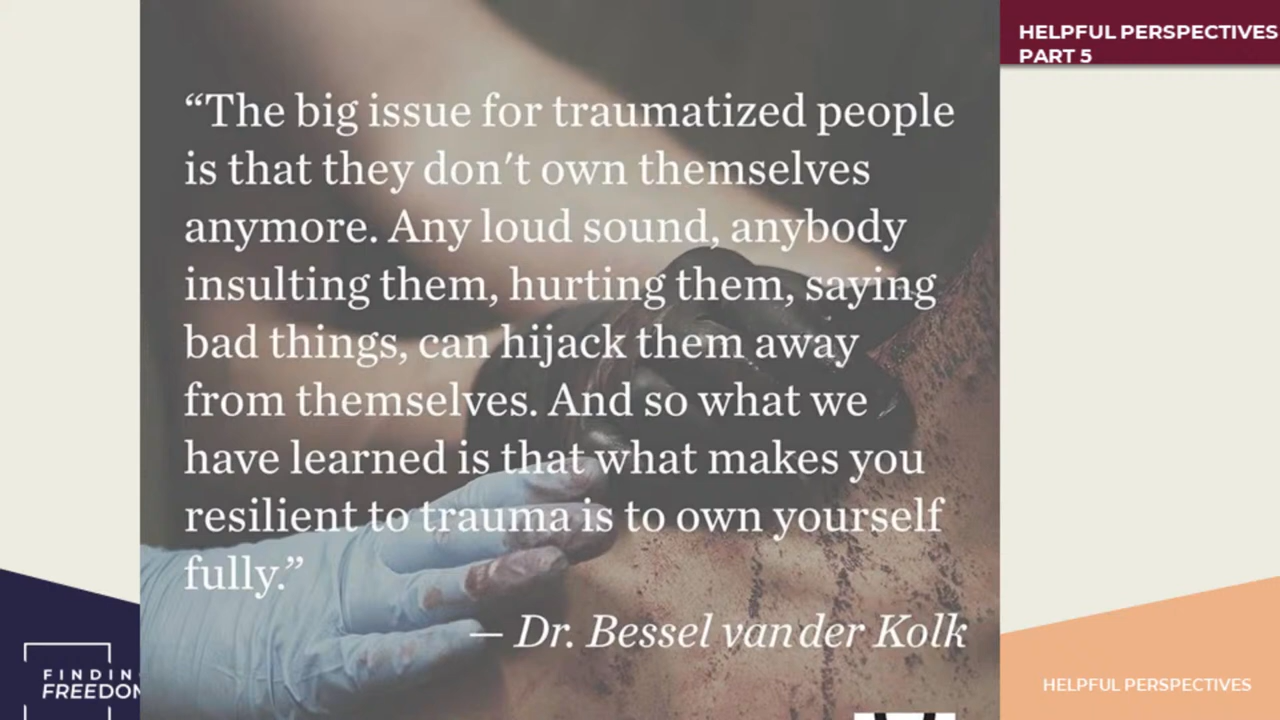 HELPFUL PERSPECTIVES
PART 5
“The big issue for traumatized people
is that they don't own themselves
anymore. Any loud sound, anybody
insulting them, hurting them, saying
bad things, can hijack them away
from themselves. And so what we
have learned is that what makes you
resilient to trauma is to own yourself
fully.”
— Dr. Bessel van der Kolk
FINDIN
FREEDOM
HELPFUL PERSPECTIVES